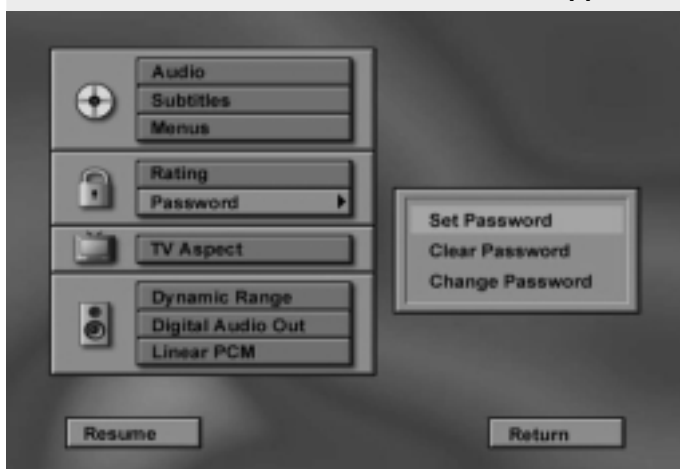 Audio
Subtitles
Menus
Rating
Password
TV Aspect
Dynamic Range
Digital Audio Out
Linear PCM
Set Password
Clear Password
Change Password
Resume
Return